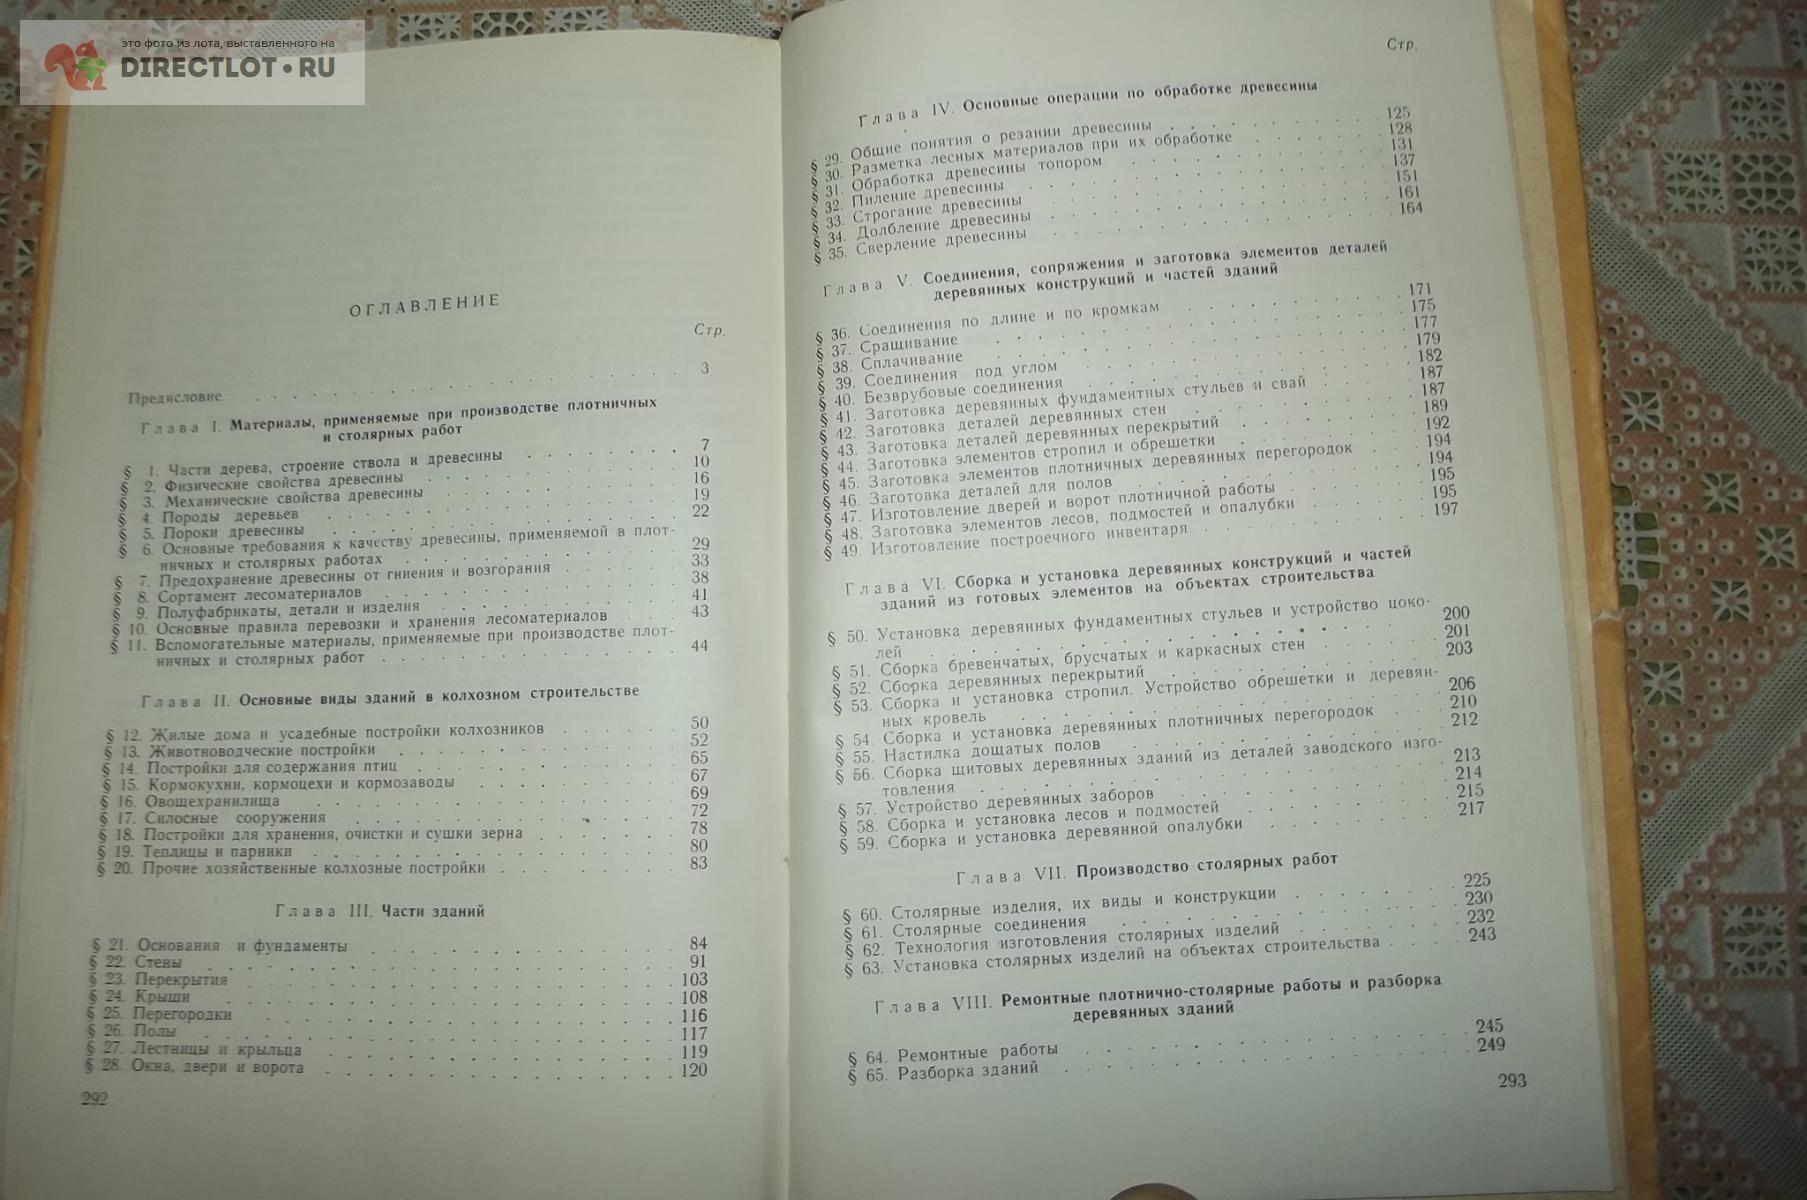 это фото из лота, выставленного на
DIRECTLOT.RU
ОГЛАВЛЕНИЕ
Стр.
Предисловие 3
Глава I. Материалы, применяемые при производстве плотничных
и столярных работ
§ 1. Части дерева, строение ствола и древесины 7
§ 2. Физические свойства древесины 10
§ 3. Механические свойства древесины 16
§ 4. Породы деревьев 19
§ 5. Пороки древесины 22
§ 6. Основные требования к качеству древесины, применяемой в плот-
ничных и столярных работах 29
§ 7. Предохранение древесины от гниения и возгорания 33
§ 8. Сортамент лесоматериалов 38
§ 9. Полуфабрикаты, детали и изделия 41
§ 10. Основные правила перевозки и хранения лесоматериалов 43
§ 11. Вспомогательные материалы, применяемые при производстве плот-
ничных и столярных работ 44
Глава II. Основные виды зданий в колхозном строительстве
§ 12. Жилые дома и усадебные постройки колхозников 50
§ 13. Животноводческие постройки 52
§ 14. Постройки для содержания птиц 65
§ 15. Кормокухни, кормоцехи и кормозаводы 67
§ 16. Овощехранилища 69
§ 17. Силосные сооружения 72
§ 18. Постройки для хранения, очистки и сушки зерна 78
§ 19. Теплицы и парники 80
§ 20. Прочие хозяйственные колхозные постройки 83
Глава III. Части зданий
§ 21. Основания и фундаменты 84
§ 22. Стены 91
§ 23. Перекрытия 103
§ 24. Крыши 108
§ 25. Перегородки 116
§ 26. Полы 117
§ 27. Лестницы и крыльца 119
§ 28. Окна, двери и ворота 120
292
Стр.
Глава IV. Основные операции по обработке древесины
§ 29. Общие понятия о резании древесины 125
§ 30. Разметка лесных материалов при их обработке 128
§ 31. Обработка древесины топором 131
§ 32. Пиление древесины 137
§ 33. Строгание древесины 151
§ 34. Долбление древесины 161
§ 35. Сверление древесины 164
Глава V. Соединения, сопряжения и заготовка элементов деталей
деревянных конструкций и частей зданий
§ 36. Соединения по длине и по кромкам 171
§ 37. Сращивание 175
§ 38. Сплачивание 177
§ 39. Соединения под углом 179
§ 40. Безврубовые соединения 182
§ 41. Заготовка деревянных фундаментных стульев и свай 187
§ 42. Заготовка деталей деревянных стен 187
§ 43. Заготовка деталей деревянных перекрытий 189
§ 44. Заготовка элементов стропил и обрешетки 192
§ 45. Заготовка элементов плотничных деревянных перегородок 194
§ 46. Заготовка деталей для полов 194
§ 47. Изготовление дверей и ворот плотничной работы 195
§ 48. Заготовка элементов лесов, подмостей и опалубки 195
§ 49. Изготовление построечного инвентаря 197
Глава VI. Сборка и установка деревянных конструкций и частей
зданий из готовых элементов на объектах строительства
§ 50. Установка деревянных фундаментных стульев и устройство цоко-
лей 200
§ 51. Сборка бревенчатых, брусчатых и каркасных стен 201
§ 52. Сборка деревянных перекрытий 203
§ 53. Сборка и установка стропил. Устройство обрешетки и деревян-
ных кровель 206
§ 54. Сборка и установка деревянных плотничных перегородок 210
§ 55. Настилка дощатых полов 212
§ 56. Сборка щитовых деревянных зданий из деталей заводского изго-
товления 213
§ 57. Устройство деревянных заборов 214
§ 58. Сборка и установка лесов и подмостей 215
§ 59. Сборка и установка деревянной опалубки 217
Глава VII. Производство столярных работ
§ 60. Столярные изделия, их виды и конструкции 225
§ 61. Столярные соединения 230
§ 62. Технология изготовления столярных изделий 232
§ 63. Установка столярных изделий на объектах строительства 243
Глава VIII. Ремонтные плотнично-столярные работы и разборка
деревянных зданий
§ 64. Ремонтные работы 245
§ 65. Разборка зданий 249
293